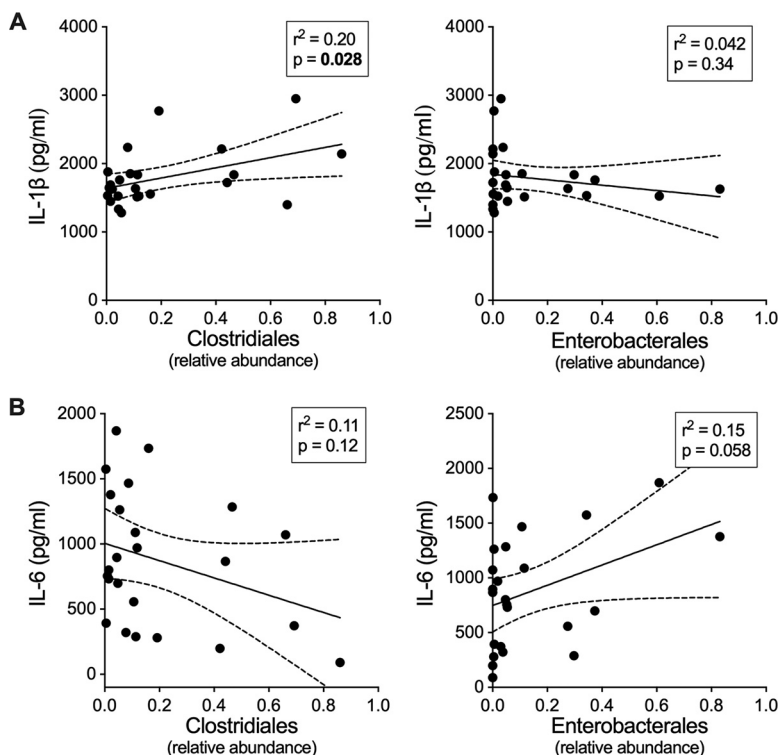 A
r² = 0.20
p = 0.028
IL-1β (pg/ml)
4000
3000
2000
1000
0
0.0 0.2 0.4 0.6 0.8 1.0
Clostridiales
(relative abundance)
r² = 0.042
p = 0.34
IL-1β (pg/ml)
4000
3000
2000
1000
0
0.0 0.2 0.4 0.6 0.8 1.0
Enterobacterales
(relative abundance)
B
r² = 0.11
p = 0.12
IL-6 (pg/ml)
2000
1500
1000
500
0
0.0 0.2 0.4 0.6 0.8 1.0
Clostridiales
(relative abundance)
r² = 0.15
p = 0.058
IL-6 (pg/ml)
2500
2000
1500
1000
500
0
0.0 0.2 0.4 0.6 0.8 1.0
Enterobacterales
(relative abundance)